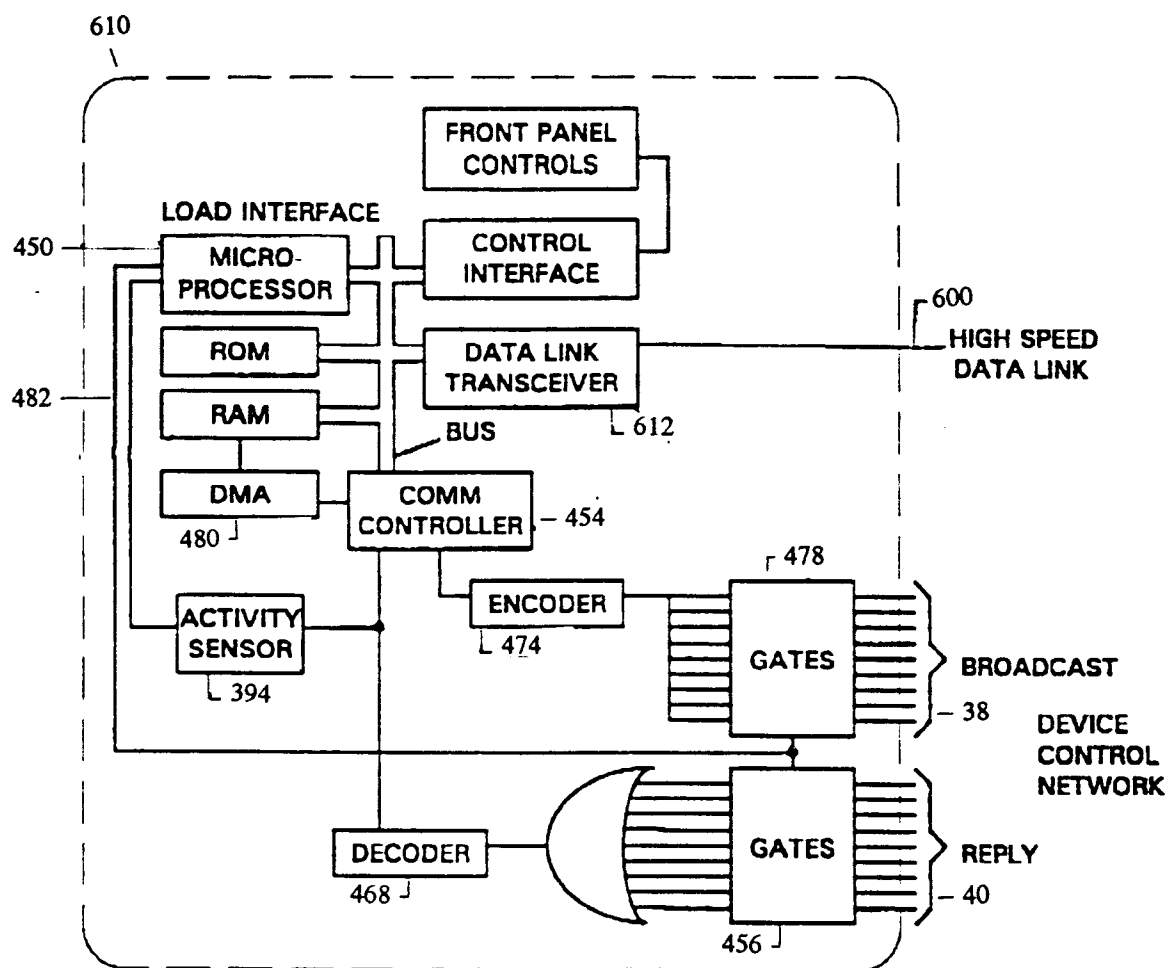 610
FRONT PANEL
CONTROLS
LOAD INTERFACE
450
MICRO-
PROCESSOR
CONTROL
INTERFACE
600
HIGH SPEED
DATA LINK
ROM
DATA LINK
TRANSCEIVER
482
RAM
612
BUS
DMA
480
COMM
CONTROLLER
454
478
ENCODER
474
ACTIVITY
SENSOR
394
GATES
BROADCAST
38
DEVICE
CONTROL
NETWORK
DECODER
468
GATES
REPLY
40
456